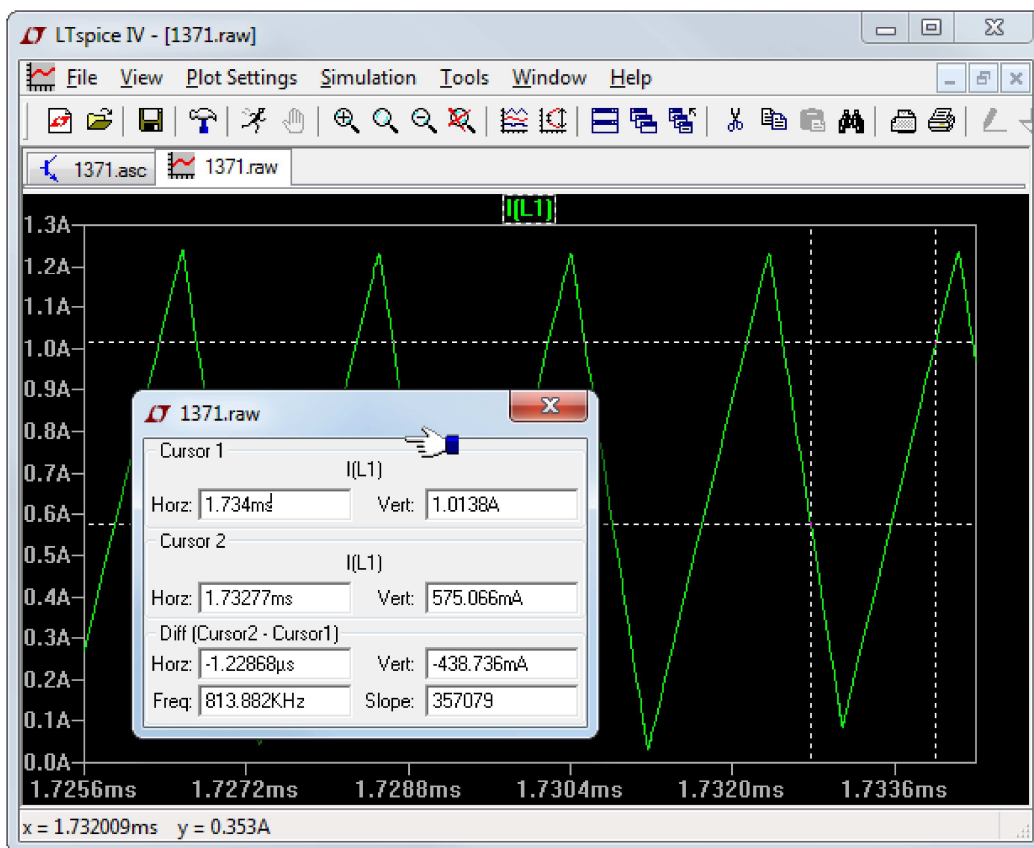 LTspice IV - [1371.raw]
File View Plot Settings Simulation Tools Window Help
1371.asc 1371.raw
I(L1)
1.3A
1.2A
1.1A
1.0A
0.9A
0.8A
0.7A
0.6A
0.5A
0.4A
0.3A
0.2A
0.1A
0.0A
1371.raw
Cursor 1
I(L1)
Horz: 1.734ms Vert: 1.0138A
Cursor 2
I(L1)
Horz: 1.73277ms Vert: 575.066mA
Diff (Cursor2 - Cursor1)
Horz: -1.22868µs Vert: -438.736mA
Freq: 813.882KHz Slope: 357079
1.7256ms 1.7272ms 1.7288ms 1.7304ms 1.7320ms 1.7336ms
x = 1.732009ms y = 0.353A